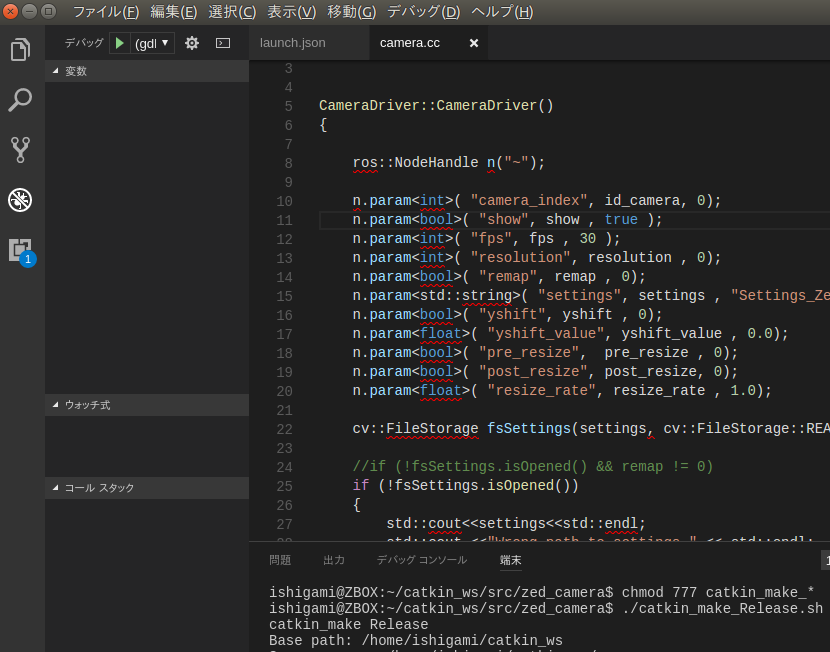 ファイル(F) 編集(E) 選択(C) 表示(V) 移動(G) デバッグ(D) ヘルプ(H)
デバッグ (gdl
launch.json camera.cc
変数
ウォッチ式
コール スタック
1
3
4
5 CameraDriver::CameraDriver()
6 {
7
8 ros::NodeHandle n("~");
9
10 n.param<int>( "camera_index", id_camera, 0);
11 n.param<bool>( "show", show , true );
12 n.param<int>( "fps", fps , 30 );
13 n.param<int>( "resolution", resolution , 0);
14 n.param<bool>( "remap", remap , 0);
15 n.param<std::string>( "settings", settings , "Settings_Ze
16 n.param<bool>( "yshift", yshift , 0);
17 n.param<float>( "yshift_value", yshift_value , 0.0);
18 n.param<bool>( "pre_resize",  pre_resize , 0);
19 n.param<bool>( "post_resize", post_resize, 0);
20 n.param<float>( "resize_rate", resize_rate , 1.0);
21
22 cv::FileStorage fsSettings(settings, cv::FileStorage::REA
23
24 //if (!fsSettings.isOpened() && remap != 0)
25 if (!fsSettings.isOpened())
26 {
27 std::cout<<settings<<std::endl;
std::cout <<"Wrong path to settings." << std::endl;
問題 出力 デバッグ コンソール 端末 1
ishigami@ZBOX:~/catkin_ws/src/zed_camera$ chmod 777 catkin_make_*
ishigami@ZBOX:~/catkin_ws/src/zed_camera$ ./catkin_make_Release.sh
catkin_make Release
Base path: /home/ishigami/catkin_ws